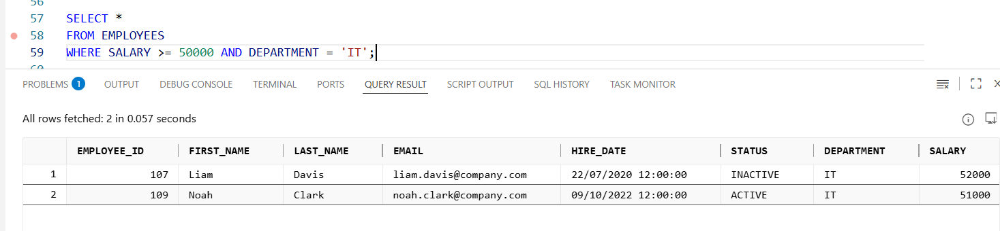 56
57 SELECT *
58 FROM EMPLOYEES
59 WHERE SALARY >= 50000 AND DEPARTMENT = 'IT';
60
PROBLEMS 1 OUTPUT DEBUG CONSOLE TERMINAL PORTS QUERY RESULT SCRIPT OUTPUT SQL HISTORY TASK MONITOR
All rows fetched: 2 in 0.057 seconds
EMPLOYEE_ID FIRST_NAME LAST_NAME EMAIL HIRE_DATE STATUS DEPARTMENT SALARY
1 107 Liam Davis liam.davis@company.com 22/07/2020 12:00:00 INACTIVE IT 52000
2 109 Noah Clark noah.clark@company.com 09/10/2022 12:00:00 ACTIVE IT 51000